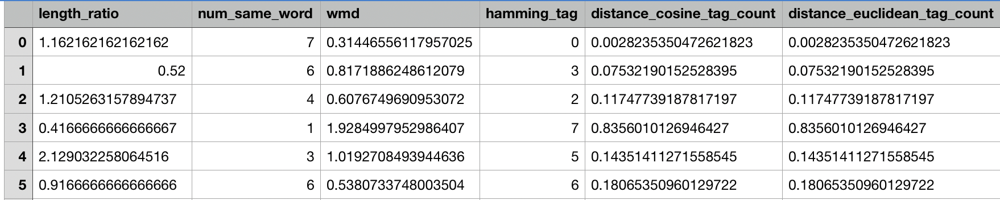 length_ratio num_same_word wmd hamming_tag distance_cosine_tag_count distance_euclidean_tag_count
0 1.162162162162162 7 0.31446556117957025 0 0.0028235350472621823 0.0028235350472621823
1 0.52 6 0.8171886248612079 3 0.07532190152528395 0.07532190152528395
2 1.2105263157894737 4 0.6076749690953072 2 0.11747739187817197 0.11747739187817197
3 0.4166666666666667 1 1.9284997952986407 7 0.8356010126946427 0.8356010126946427
4 2.129032258064516 3 1.0192708493944636 5 0.14351411271558545 0.14351411271558545
5 0.9166666666666666 6 0.5380733748003504 6 0.18065350960129722 0.18065350960129722